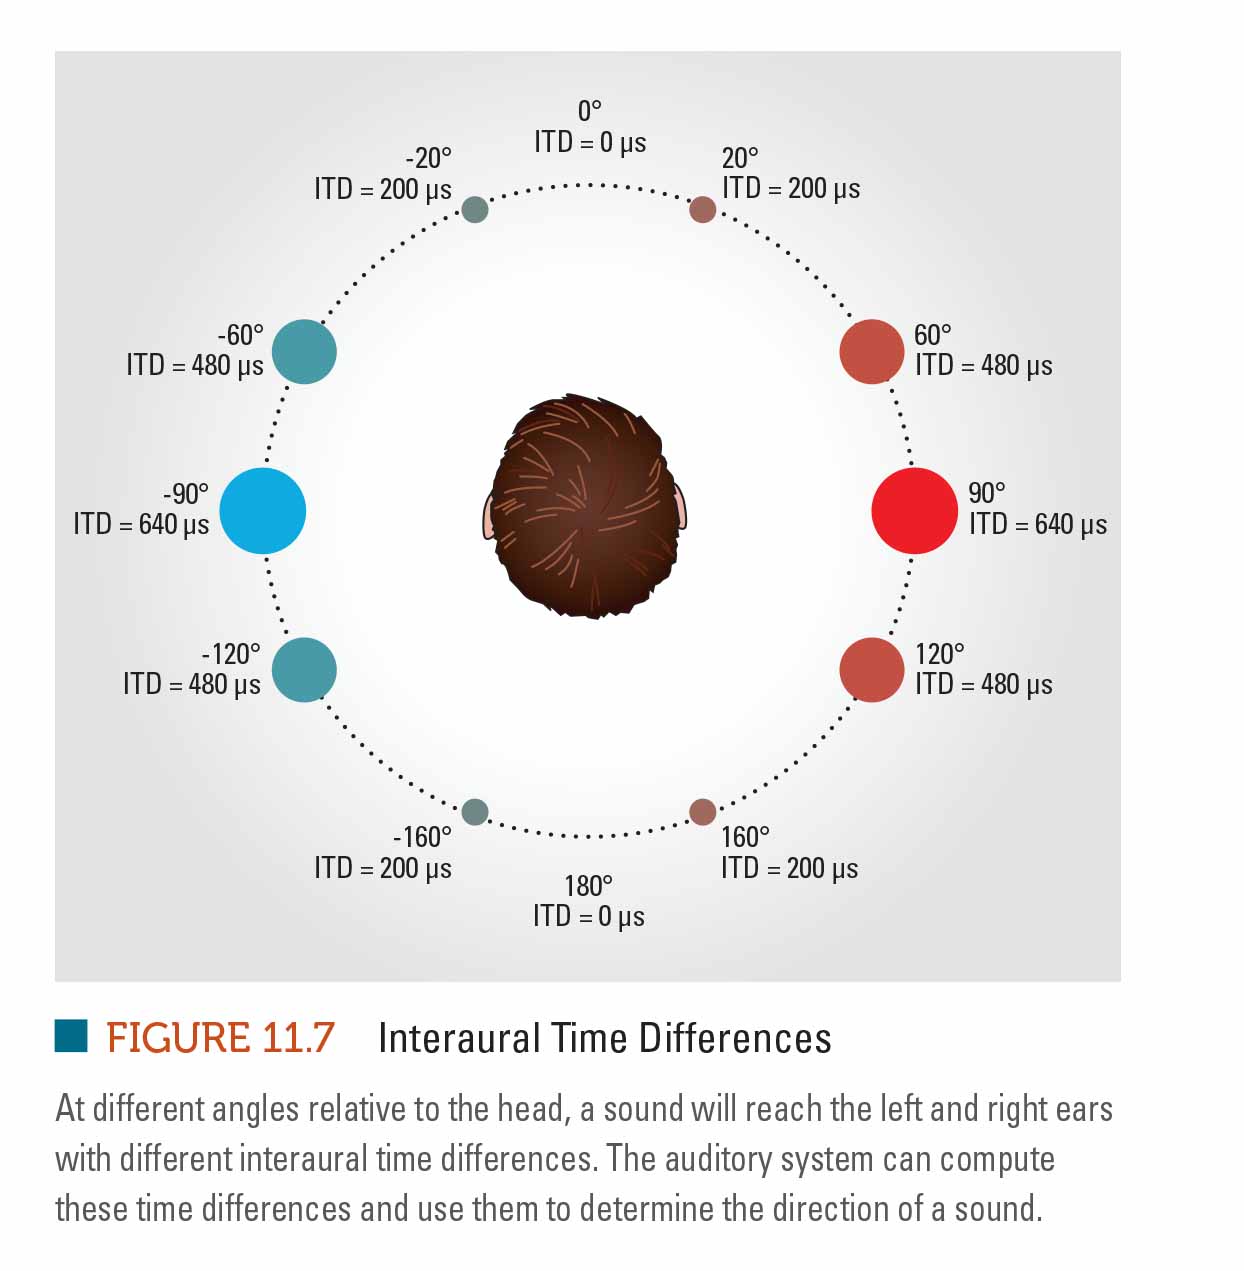 0°
ITD = 0 µs
-20°
ITD = 200 µs
20°
ITD = 200 µs
-60°
ITD = 480 µs
60°
ITD = 480 µs
-90°
ITD = 640 µs
90°
ITD = 640 µs
-120°
ITD = 480 µs
120°
ITD = 480 µs
-160°
ITD = 200 µs
160°
ITD = 200 µs
180°
ITD = 0 µs
FIGURE 11.7 Interaural Time Differences
At different angles relative to the head, a sound will reach the left and right ears
with different interaural time differences. The auditory system can compute
these time differences and use them to determine the direction of a sound.